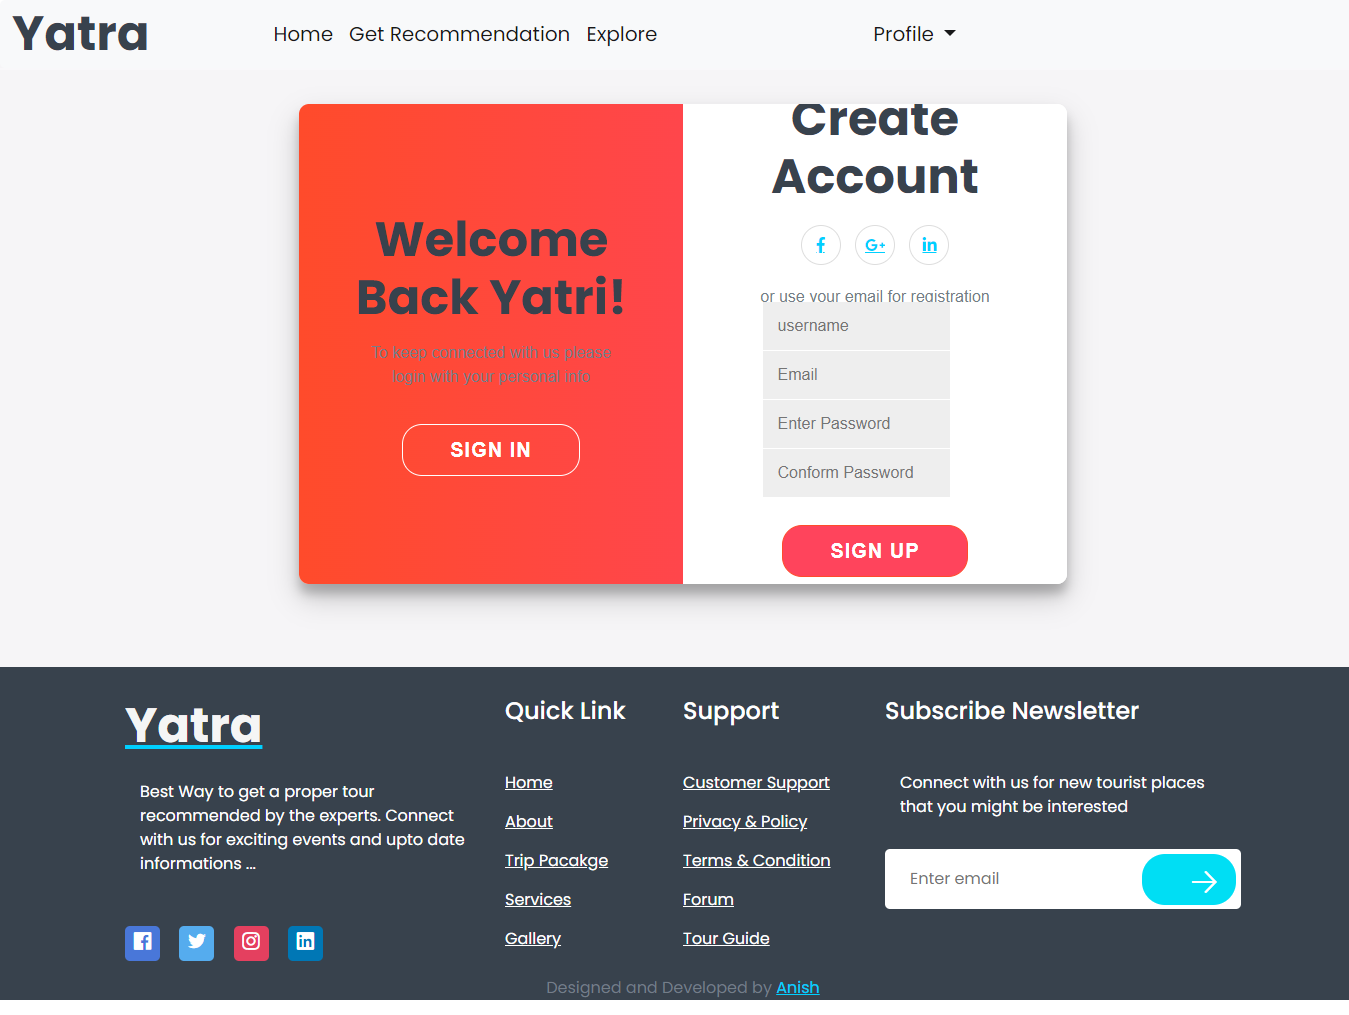 Yatra
Home Get Recommendation Explore Profile
Welcome
Back Yatri!
To keep connected with us please
login with your personal info
SIGN IN
Create
Account
f G+ in
or use your email for registration
username
Email
Enter Password
Conform Password
SIGN UP
Yatra
Best Way to get a proper tour
recommended by the experts. Connect
with us for exciting events and upto date
informations ...
Quick Link
Home
About
Trip Pacakge
Services
Gallery
Support
Customer Support
Privacy & Policy
Terms & Condition
Forum
Tour Guide
Subscribe Newsletter
Connect with us for new tourist places
that you might be interested
Enter email
Designed and Developed by Anish